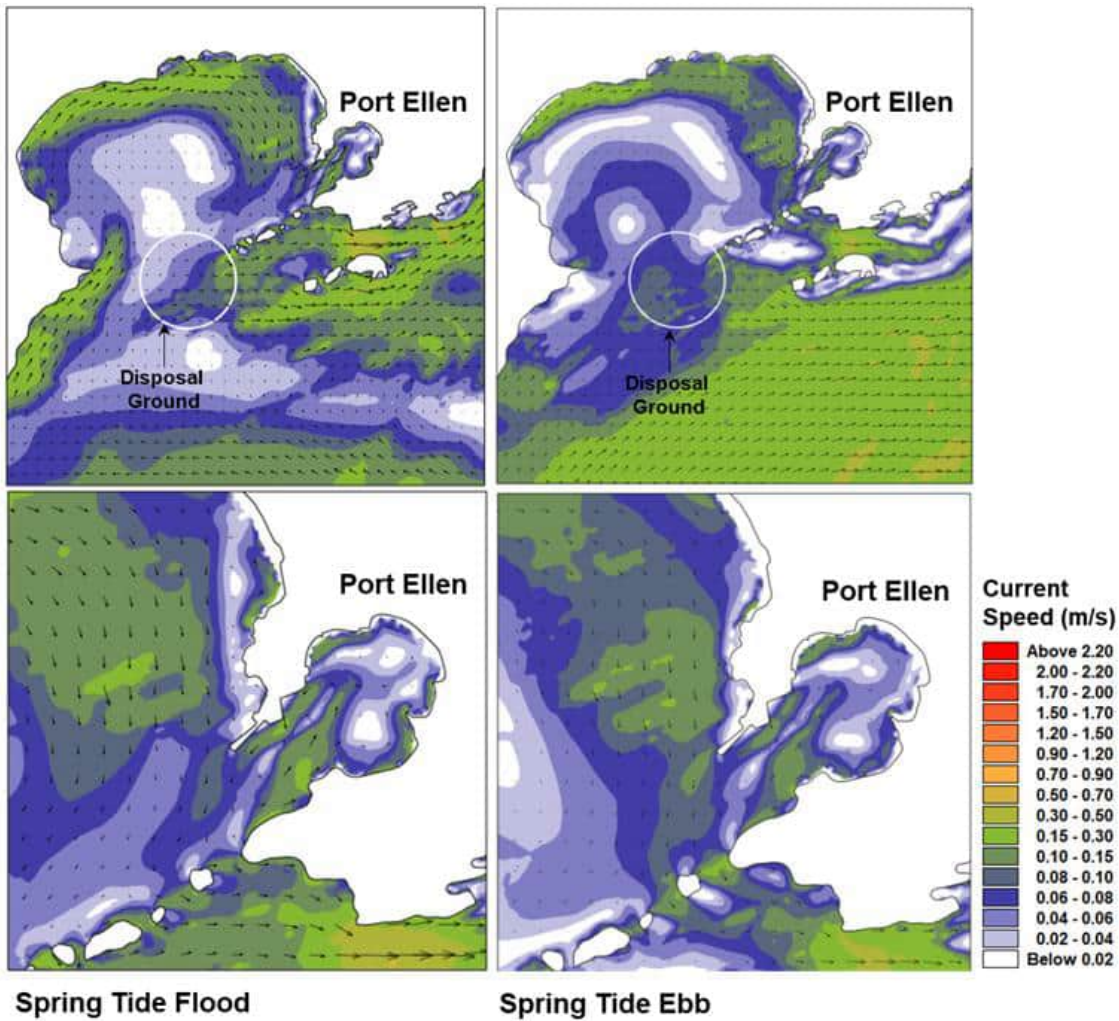 Port Ellen
Port Ellen
Disposal
Ground
Disposal
Ground
Port Ellen
Port Ellen
Current
Speed (m/s)
Above 2.20
2.00 - 2.20
1.70 - 2.00
1.50 - 1.70
1.20 - 1.50
0.90 - 1.20
0.70 - 0.90
0.50 - 0.70
0.30 - 0.50
0.15 - 0.30
0.10 - 0.15
0.08 - 0.10
0.06 - 0.08
0.04 - 0.06
0.02 - 0.04
Below 0.02
Spring Tide Flood
Spring Tide Ebb